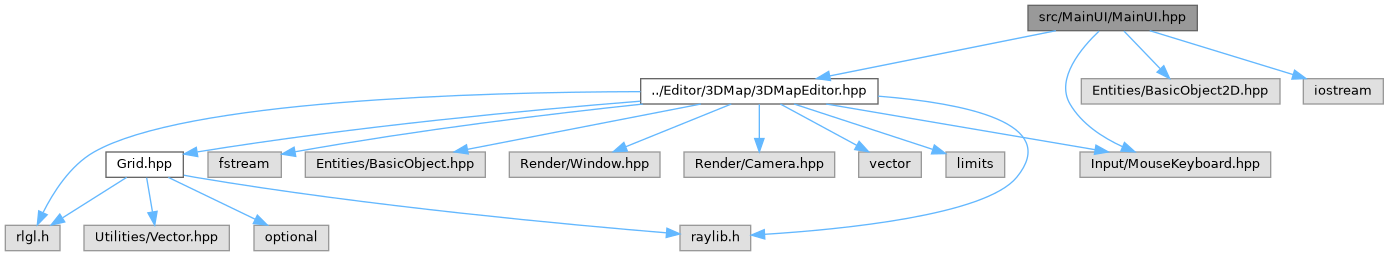 src/MainUI/MainUI.hpp
../Editor/3DMap/3DMapEditor.hpp
Entities/BasicObject2D.hpp
iostream
Grid.hpp
fstream
Entities/BasicObject.hpp
Render/Window.hpp
Render/Camera.hpp
vector
limits
Input/MouseKeyboard.hpp
rlgl.h
Utilities/Vector.hpp
optional
raylib.h